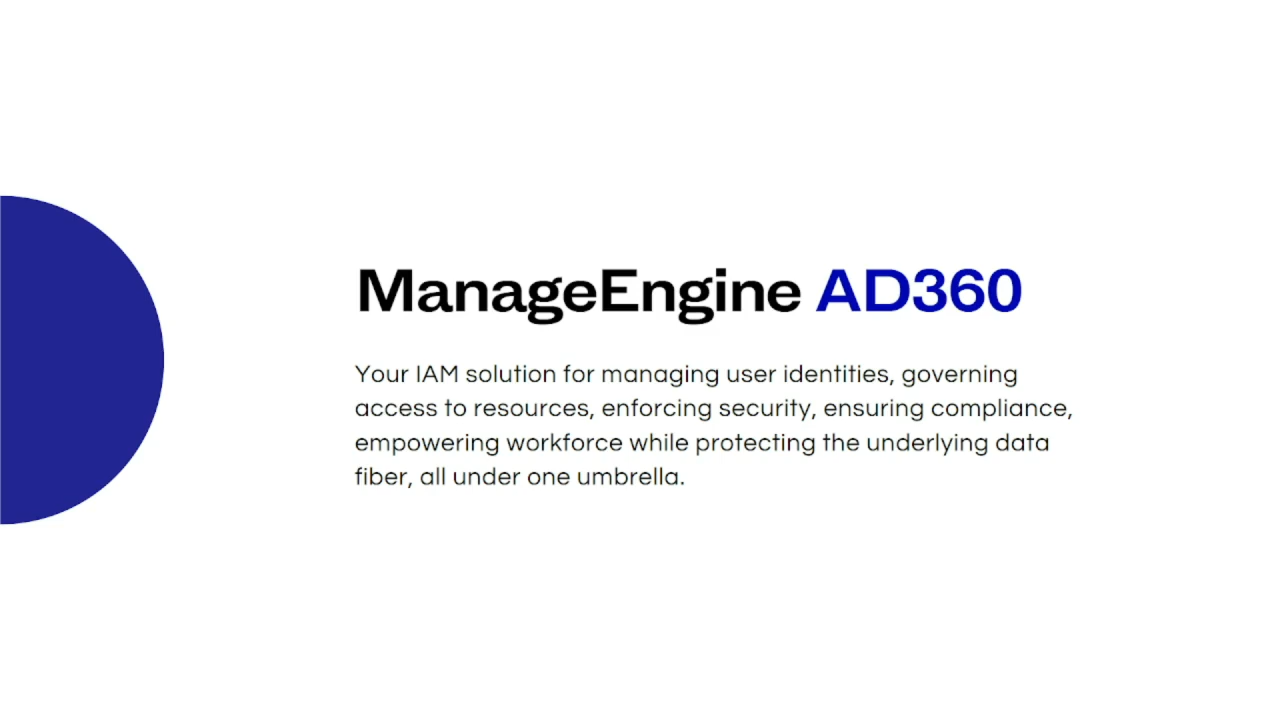 ManageEngine AD360
Your IAM solution for managing user identities, governing
access to resources, enforcing security, ensuring compliance,
empowering workforce while protecting the underlying data
fiber, all under one umbrella.